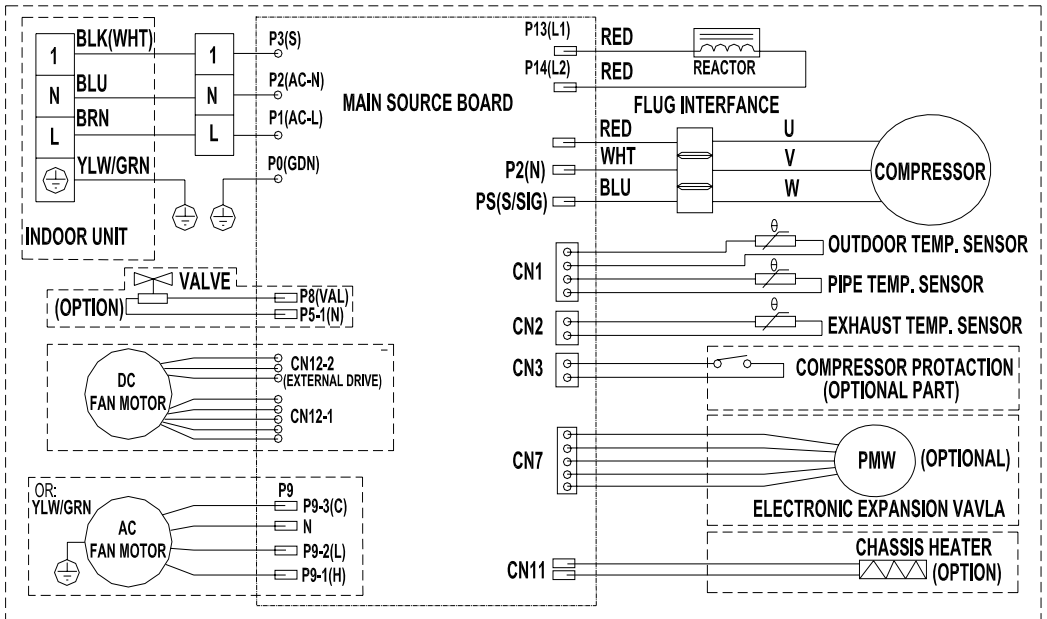 BLK(WHT)
1
1
P3(S)
BLU
N
N
P2(AC-N)
BRN
L
L
P1(AC-L)
YLW/GRN
P0(GDN)
INDOOR UNIT
MAIN SOURCE BOARD
P13(L1)
RED
P14(L2)
RED
REACTOR
FLUG INTERFANCE
RED
U
P2(N)
WHT
V
PS(S/SIG)
BLU
W
COMPRESSOR
VALVE
(OPTION)
P8(VAL)
P5-1(N)
CN1
θ
OUTDOOR TEMP. SENSOR
θ
PIPE TEMP. SENSOR
CN2
θ
EXHAUST TEMP. SENSOR
DC
FAN MOTOR
CN12-2
(EXTERNAL DRIVE)
CN12-1
CN3
COMPRESSOR PROTACTION
(OPTIONAL PART)
CN7
PMW
(OPTIONAL)
ELECTRONIC EXPANSION VAVLA
OR:
YLW/GRN
AC
FAN MOTOR
P9
P9-3(C)
N
P9-2(L)
P9-1(H)
CN11
CHASSIS HEATER
(OPTION)